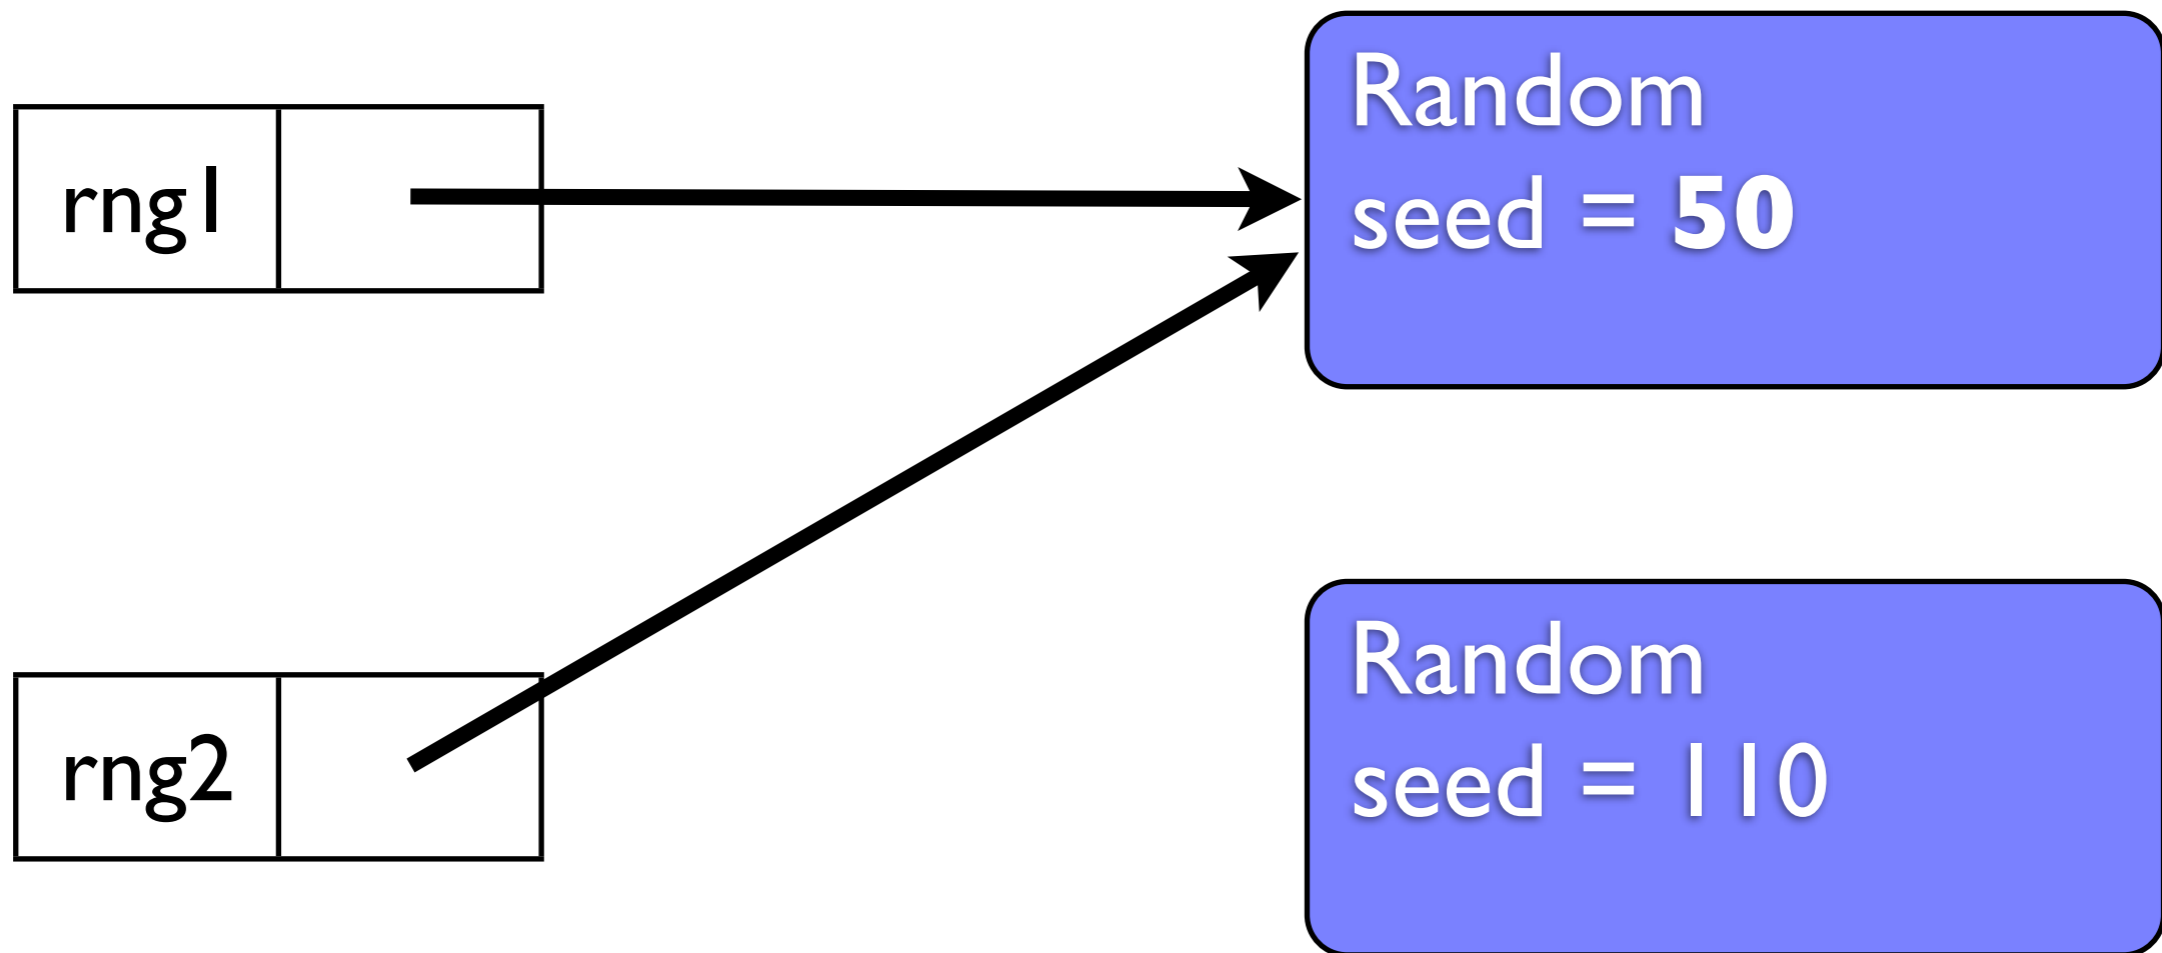 rng1
Random
seed = 50
rng2
Random
seed = 110